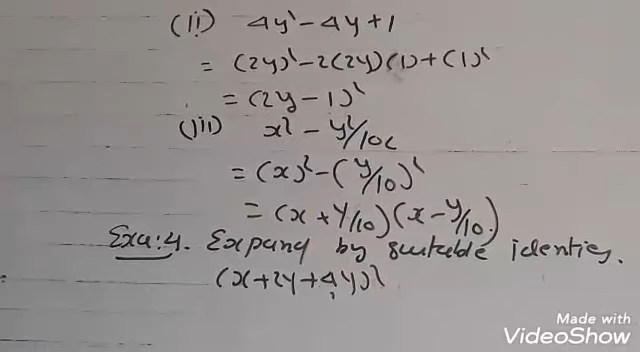 (ii) 4y² - 4y + 1
= (2y)² - 2(2y)(1) + (1)²
= (2y - 1)²
(iii) x² - y²/100
= (x)² - (y/10)²
= (x + y/10)(x - y/10)
Exa:4. Expand by suitable identies.
(x+2y+4y)²
Made with
VideoShow